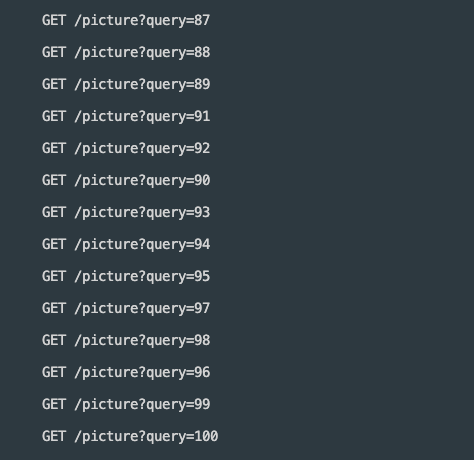 GET /picture?query=87
GET /picture?query=88
GET /picture?query=89
GET /picture?query=91
GET /picture?query=92
GET /picture?query=90
GET /picture?query=93
GET /picture?query=94
GET /picture?query=95
GET /picture?query=97
GET /picture?query=98
GET /picture?query=96
GET /picture?query=99
GET /picture?query=100